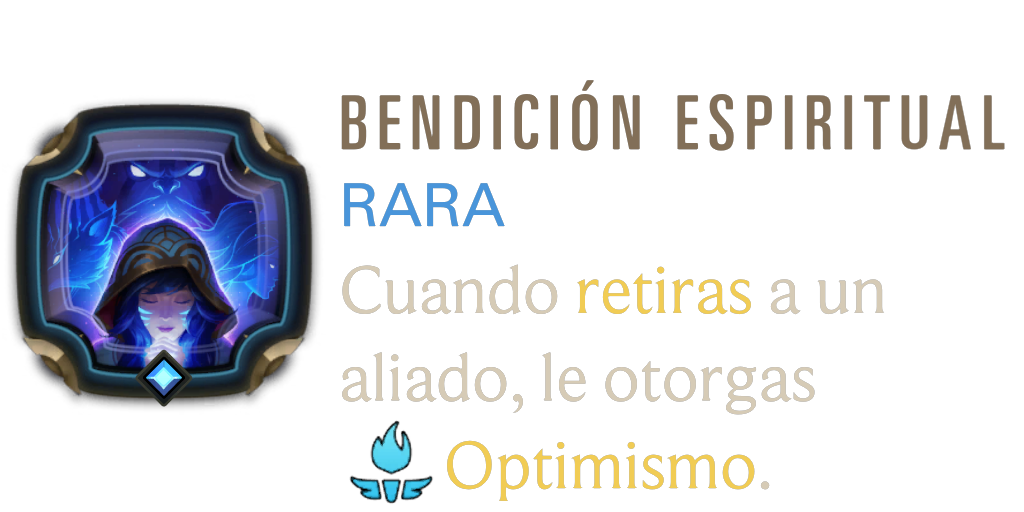 BENDICIÓN ESPIRITUAL
RARA
Cuando retiras a un
aliado, le otorgas
Optimismo.